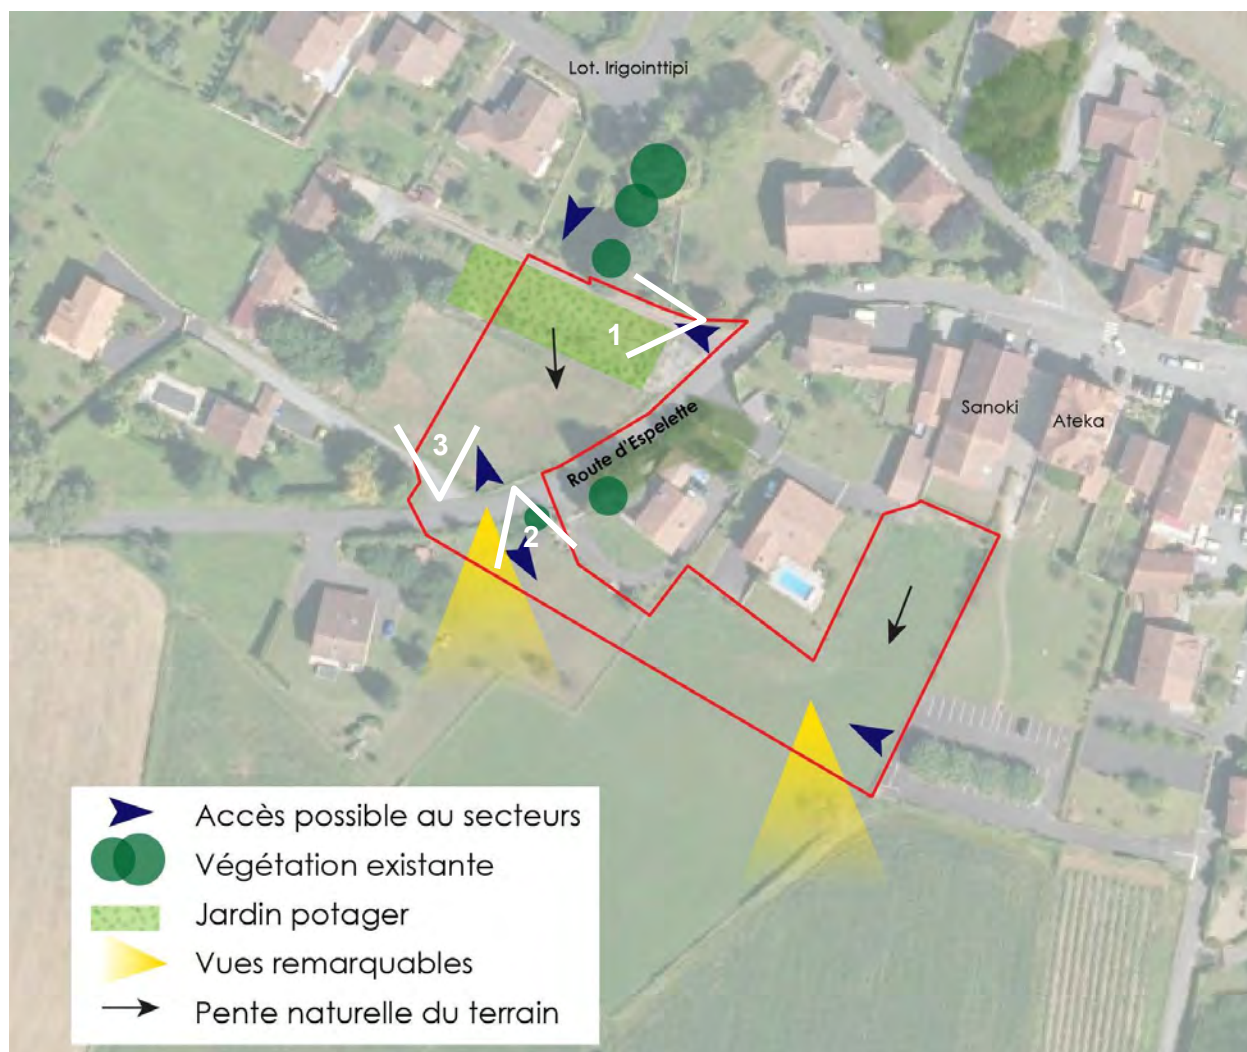 Lot. Irigointtipi
1
Route d'Espelette
Sanoki
Ateka
3
2
Accès possible au secteurs
Végétation existante
Jardin potager
Vues remarquables
Pente naturelle du terrain